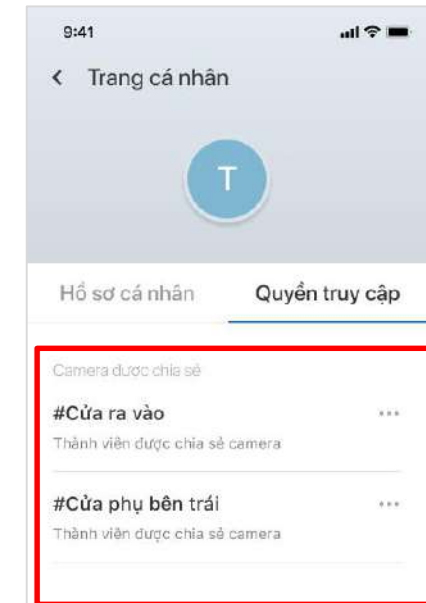 9:41
Trang cá nhân
T
Hồ sơ cá nhân Quyền truy cập
Camera được chia sẻ
#Cửa ra vào
Thành viên được chia sẻ camera
#Cửa phụ bên trái
Thành viên được chia sẻ camera